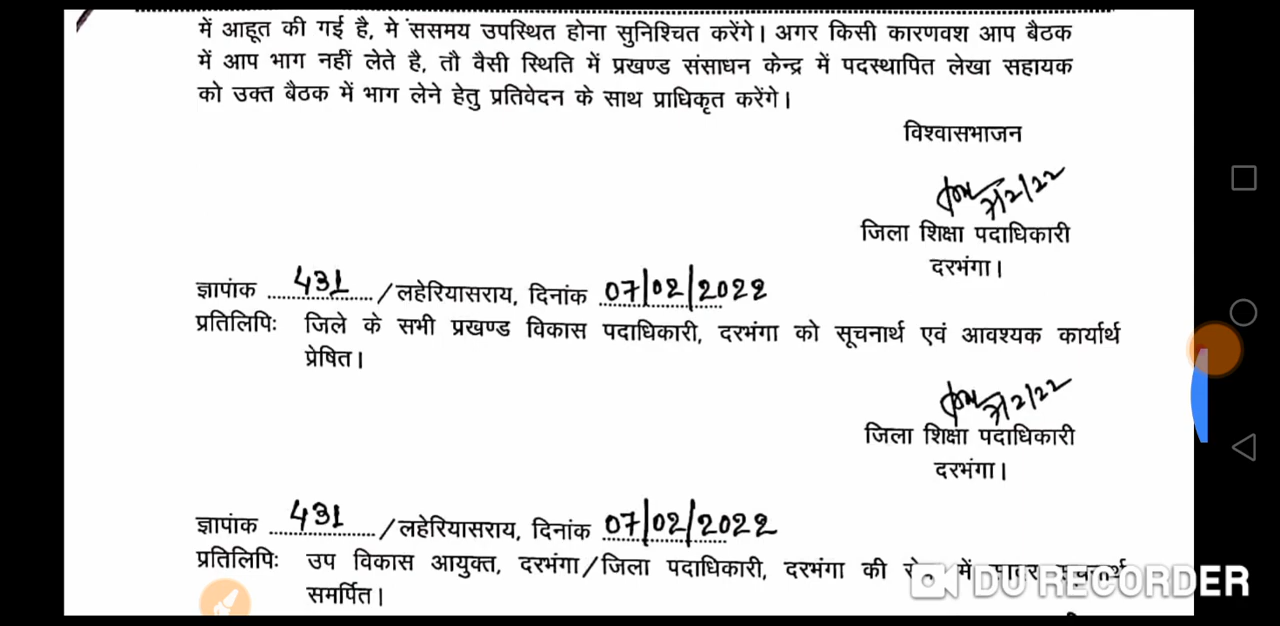 में आहूत की गई है, मे ससमय उपस्थित होना सुनिश्चित करेंगे। अगर किसी कारणवश आप बैठक
में आप भाग नहीं लेते है, तौ वैसी स्थिति में प्रखण्ड संसाधन केन्द्र में पदस्थापित लेखा सहायक
को उक्त बैठक में भाग लेने हेतु प्रतिवेदन के साथ प्राधिकृत करेंगे।
विश्वासभाजन
7/2/22
जिला शिक्षा पदाधिकारी
दरभंगा।
ज्ञापांक 431 /लहेरियासराय, दिनांक 07/02/2022
प्रतिलिपिः जिले के सभी प्रखण्ड विकास पदाधिकारी, दरभंगा को सूचनार्थ एवं आवश्यक कार्यार्थ
प्रेषित।
7/2/22
जिला शिक्षा पदाधिकारी
दरभंगा।
ज्ञापांक 431 /लहेरियासराय, दिनांक 07/02/2022
प्रतिलिपिः उप विकास आयुक्त, दरभंगा/जिला पदाधिकारी, दरभंगा की में सूचनार्थ
समर्पित।
DU RECORDER